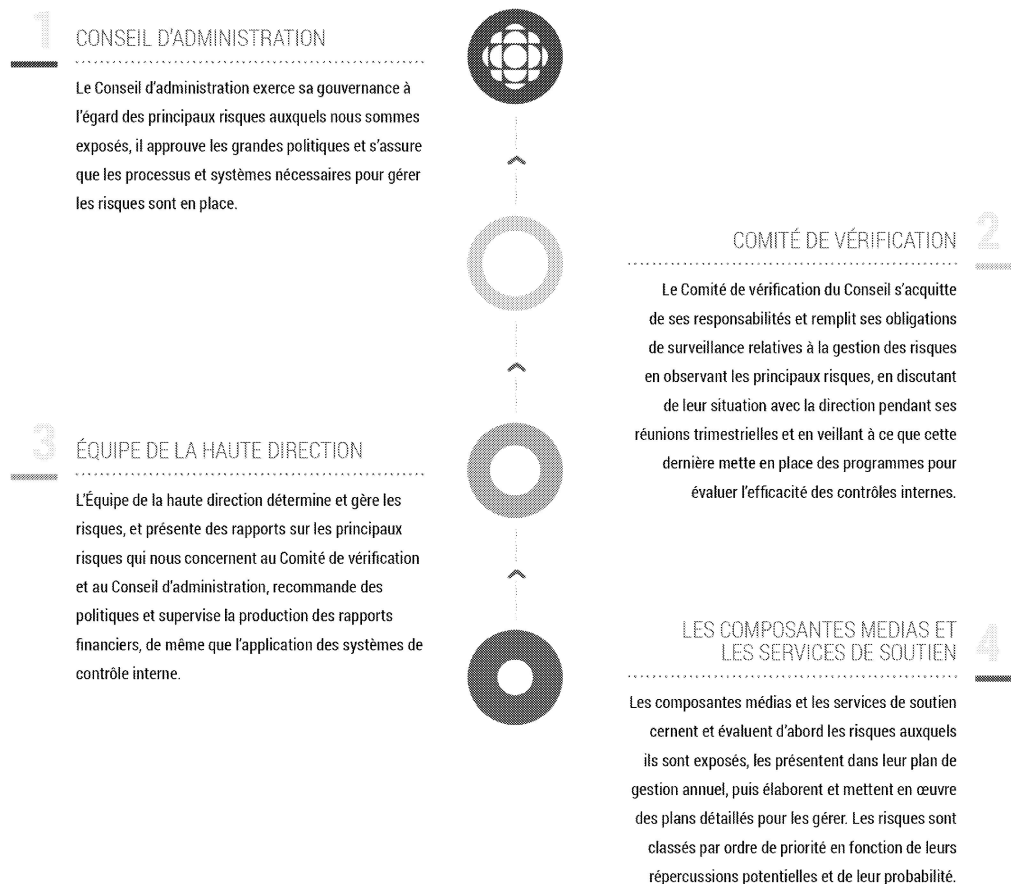 1
CONSEIL D'ADMINISTRATION
Le Conseil d'administration exerce sa gouvernance à
l'égard des principaux risques auxquels nous sommes
exposés, il approuve les grandes politiques et s'assure
que les processus et systèmes nécessaires pour gérer
les risques sont en place.
2
COMITÉ DE VÉRIFICATION
Le Comité de vérification du Conseil s'acquitte
de ses responsabilités et remplit ses obligations
de surveillance relatives à la gestion des risques
en observant les principaux risques, en discutant
de leur situation avec la direction pendant ses
réunions trimestrielles et en veillant à ce que cette
dernière mette en place des programmes pour
évaluer l'efficacité des contrôles internes.
3
ÉQUIPE DE LA HAUTE DIRECTION
L'Équipe de la haute direction détermine et gère les
risques, et présente des rapports sur les principaux
risques qui nous concernent au Comité de vérification
et au Conseil d'administration, recommande des
politiques et supervise la production des rapports
financiers, de même que l'application des systèmes de
contrôle interne.
4
LES COMPOSANTES MEDIAS ET
LES SERVICES DE SOUTIEN
Les composantes médias et les services de soutien
cernent et évaluent d'abord les risques auxquels
ils sont exposés, les présentent dans leur plan de
gestion annuel, puis élaborent et mettent en œuvre
des plans détaillés pour les gérer. Les risques sont
classés par ordre de priorité en fonction de leurs
répercussions potentielles et de leur probabilité.